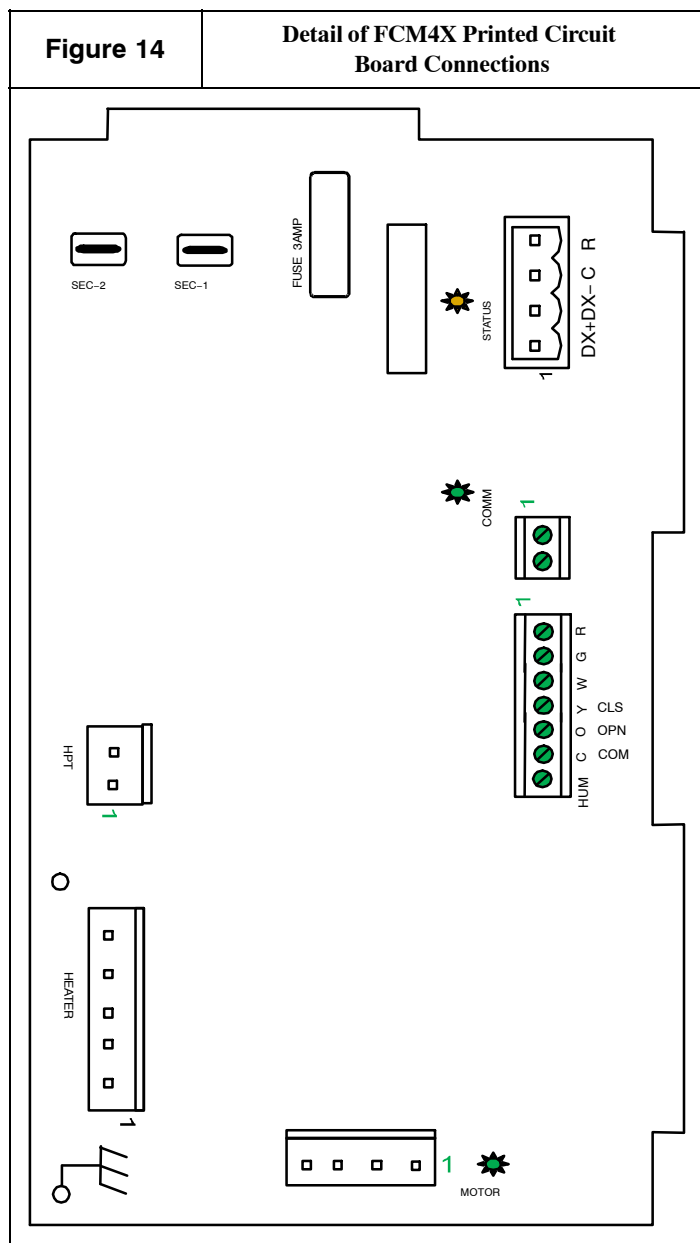 Figure 14
Detail of FCM4X Printed Circuit
Board Connections
SEC-2
SEC-1
FUSE 3AMP
STATUS
DX+DX- C R
1
COMM
1
1
R
G
W
Y CLS
O OPN
C COM
HUM
HPT
1
HEATER
1
1
MOTOR